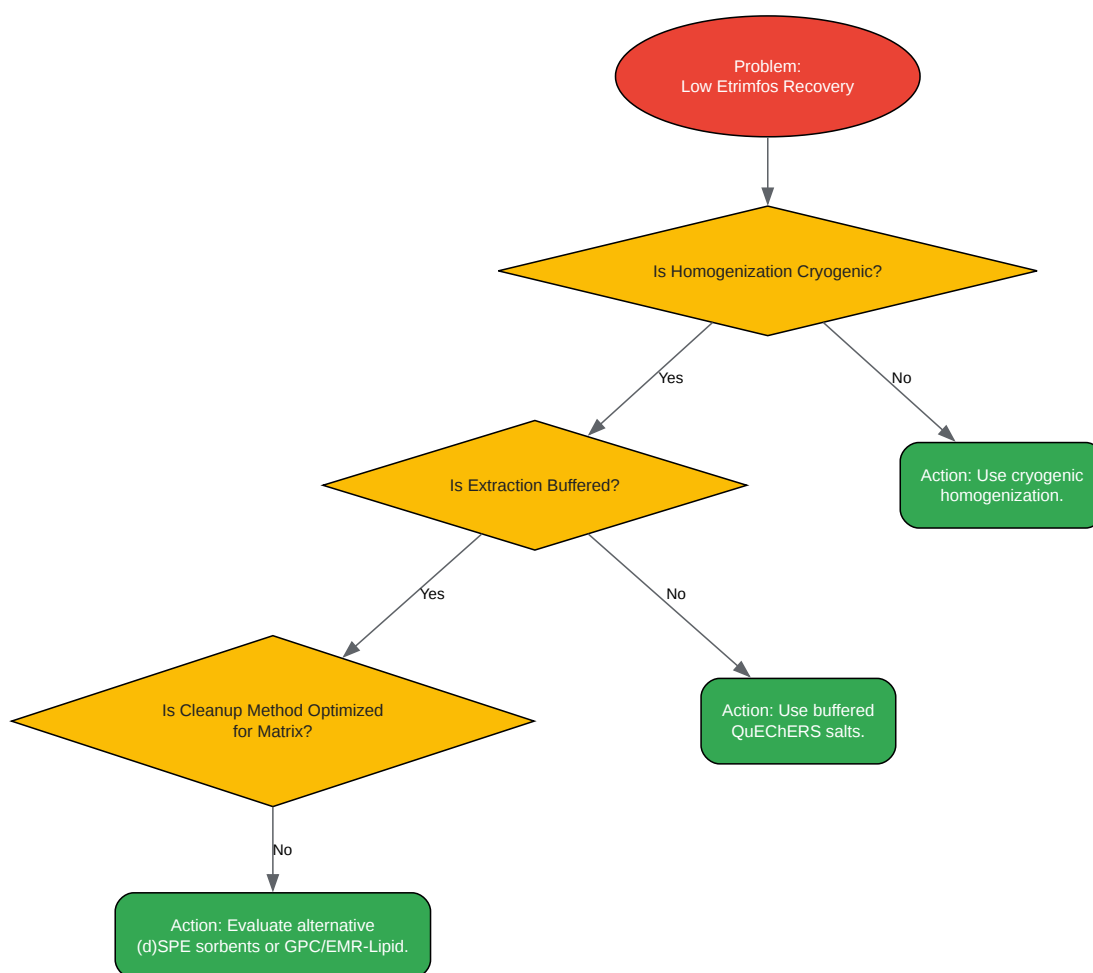 Problem:
Low Etrimfos Recovery
Is Homogenization Cryogenic?
Yes
No
Is Extraction Buffered?
Action: Use cryogenic
homogenization.
Yes
No
Is Cleanup Method Optimized
for Matrix?
Action: Use buffered
QuEChERS salts.
No
Action: Evaluate alternative
(d)SPE sorbents or GPC/EMR-Lipid.